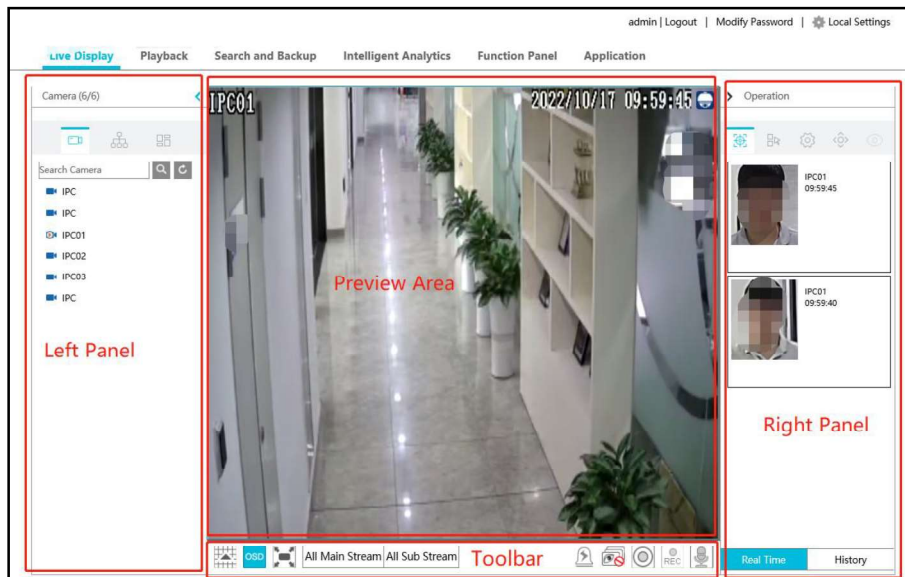 admin | Logout | Modify Password | Local Settings
Live Display Playback Search and Backup Intelligent Analytics Function Panel Application
Camera (6/6)
Search Camera
IPC
IPC
IPC01
IPC02
IPC03
IPC
Left Panel
IPC01 2022/10/17 09:59:45
Preview Area
OSD All Main Stream All Sub Stream Toolbar REC
Operation
IPC01
09:59:45
IPC01
09:59:40
Right Panel
Real Time History